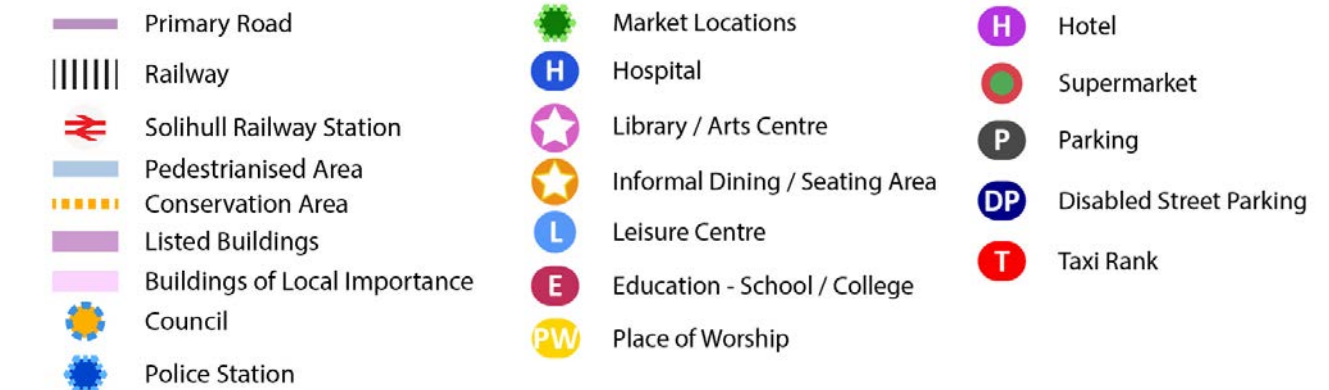 Primary Road
Railway
Solihull Railway Station
Pedestrianised Area
Conservation Area
Listed Buildings
Buildings of Local Importance
Council
Police Station
Market Locations
H Hospital
Library / Arts Centre
Informal Dining / Seating Area
L Leisure Centre
E Education - School / College
PW Place of Worship
H Hotel
Supermarket
P Parking
DP Disabled Street Parking
T Taxi Rank